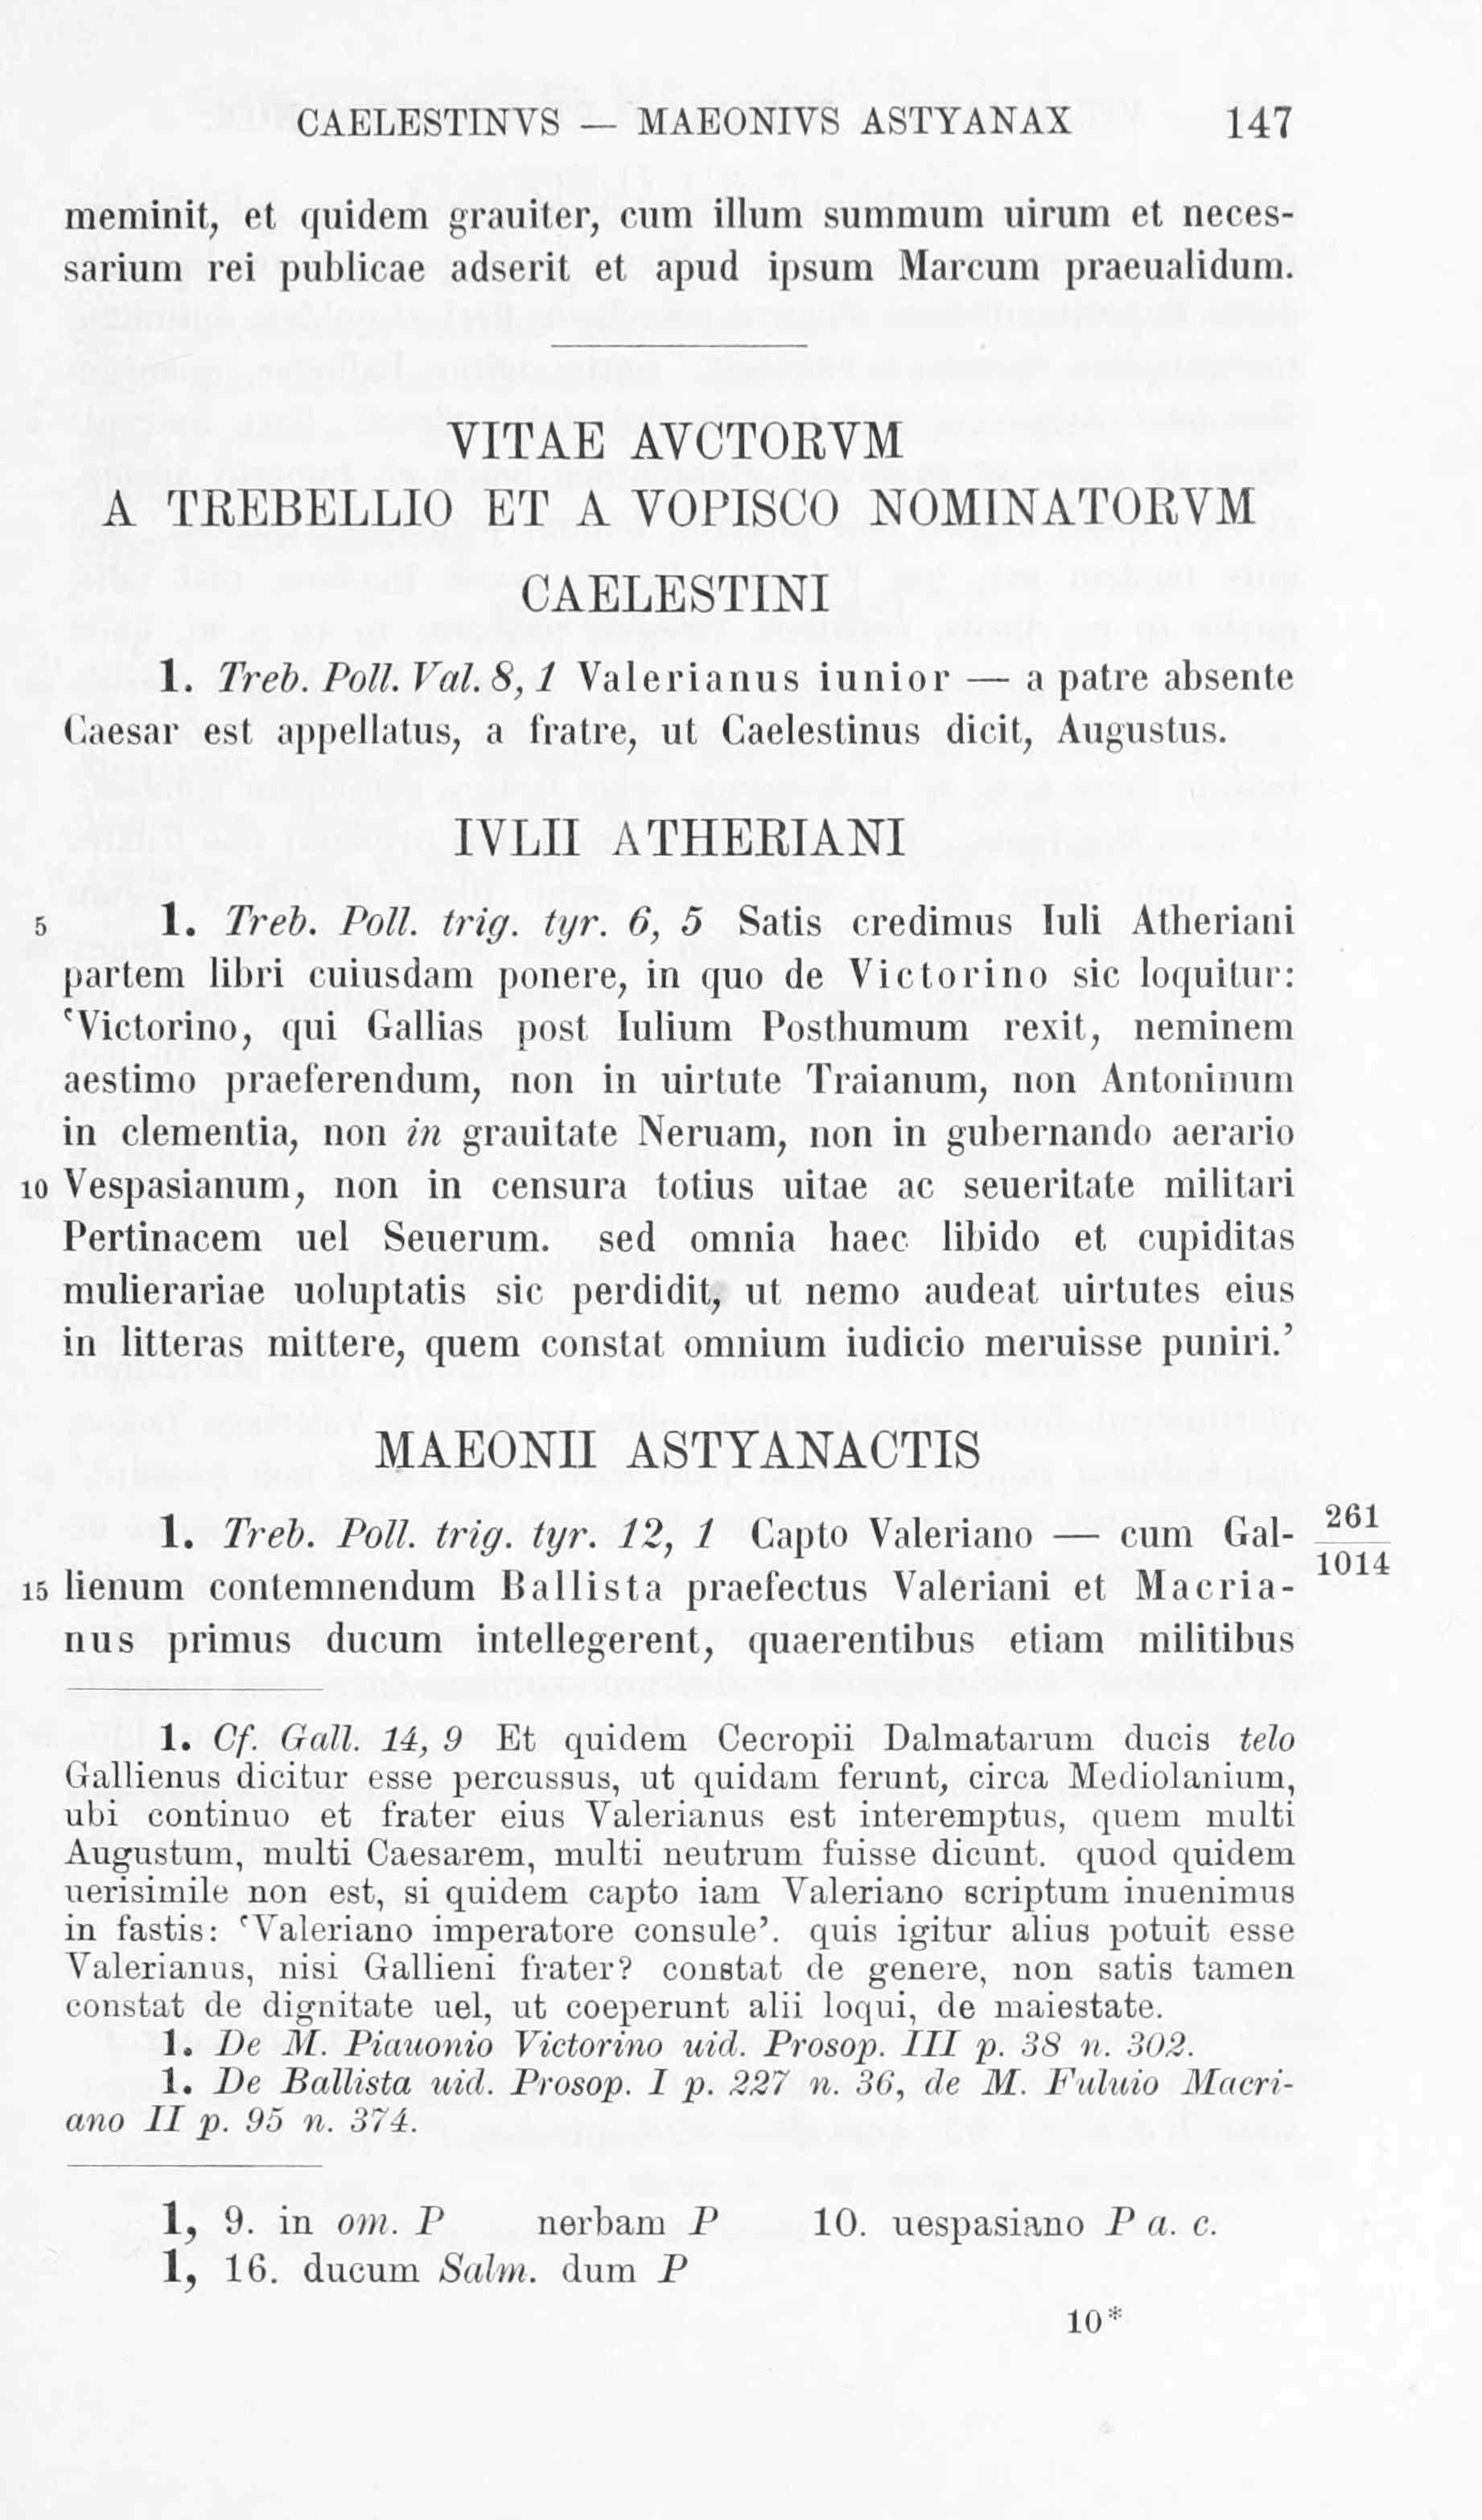 CAELESTINVS — MAEONIVS ASTYANAX 147
meminit, et quidem grauiter, cum illum summum uirum et neces-
sarium rei publicae adserit et apud ipsum Marcum praeualidum.
VITAE AVCTORVM
A TREBELLIO ET A VOPISCO NOMINATORVM
CAELESTINI
1. Treb. Poll. Val. 8, 1 Valerianus iunior — a patre absente
Caesar est appellatus, a fratre, ut Caelestinus dicit, Augustus.
IVLII ATHERIANI
5 1. Treb. Poll. trig. tyr. 6, 5 Satis credimus Iuli Atheriani
partem libri cuiusdam ponere, in quo de Victorino sic loquitur:
‘Victorino, qui Gallias post Iulium Posthumum rexit, neminem
aestimo praeferendum, non in uirtute Traianum, non Antoninum
in clementia, non in grauitate Neruam, non in gubernando aerario
10 Vespasianum, non in censura totius uitae ac seueritate militari
Pertinacem uel Seuerum. sed omnia haec libido et cupiditas
mulierariae uoluptatis sic perdidit, ut nemo audeat uirtutes eius
in litteras mittere, quem constat omnium iudicio meruisse puniri.’
MAEONII ASTYANACTIS
1. Treb. Poll. trig. tyr. 12, 1 Capto Valeriano — cum Gal- 261
1014
15 lienum contemnendum Ballista praefectus Valeriani et Macria-
nus primus ducum intellegerent, quaerentibus etiam militibus
1. Cf. Gall. 14, 9 Et quidem Cecropii Dalmatarum ducis telo
Gallienus dicitur esse percussus, ut quidam ferunt, circa Mediolanium,
ubi continuo et frater eius Valerianus est interemptus, quem multi
Augustum, multi Caesarem, multi neutrum fuisse dicunt. quod quidem
uerisimile non est, si quidem capto iam Valeriano scriptum inuenimus
in fastis: ‘Valeriano imperatore consule’. quis igitur alius potuit esse
Valerianus, nisi Gallieni frater? constat de genere, non satis tamen
constat de dignitate uel, ut coeperunt alii loqui, de maiestate.
1. De M. Piauonio Victorino uid. Prosop. III p. 38 n. 302.
1. De Ballista uid. Prosop. I p. 227 n. 36, de M. Fuluio Macri-
ano II p. 95 n. 374.
1, 9. in om. P nerbam P 10. uespasiano P a. c.
1, 16. ducum Salm. dum P
10*